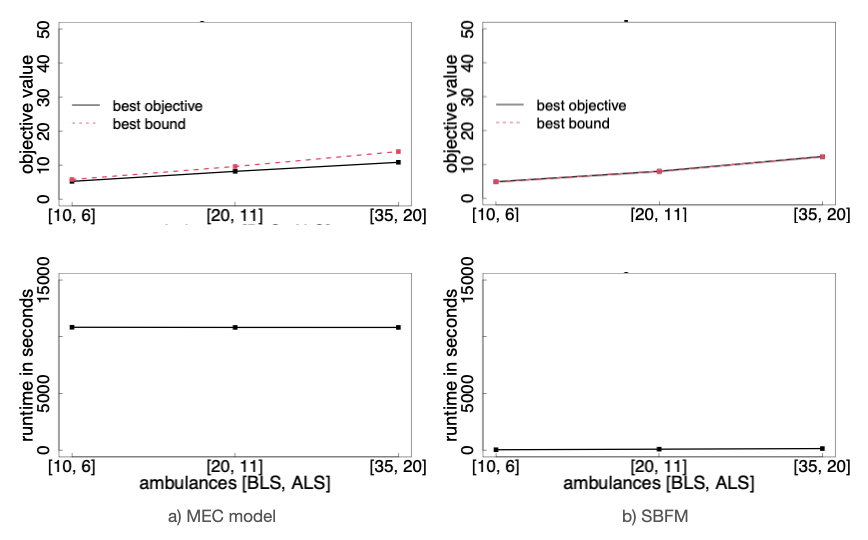 objective value
0 10 20 30 40 50
best objective
best bound
[10, 6] [20, 11] [35, 20]
objective value
0 10 20 30 40 50
best objective
best bound
[10, 6] [20, 11] [35, 20]
runtime in seconds
0 5000 15000
[10, 6] [20, 11] [35, 20]
ambulances [BLS, ALS]
a) MEC model
runtime in seconds
0 5000 15000
[10, 6] [20, 11] [35, 20]
ambulances [BLS, ALS]
b) SBFM